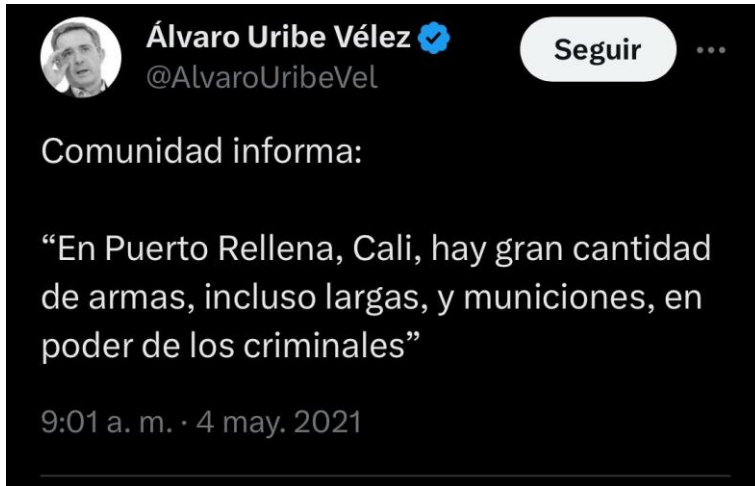 Álvaro Uribe Vélez
Seguir
@AlvaroUribeVel
Comunidad informa:
“En Puerto Rellena, Cali, hay gran cantidad
de armas, incluso largas, y municiones, en
poder de los criminales”
9:01 a. m. · 4 may. 2021